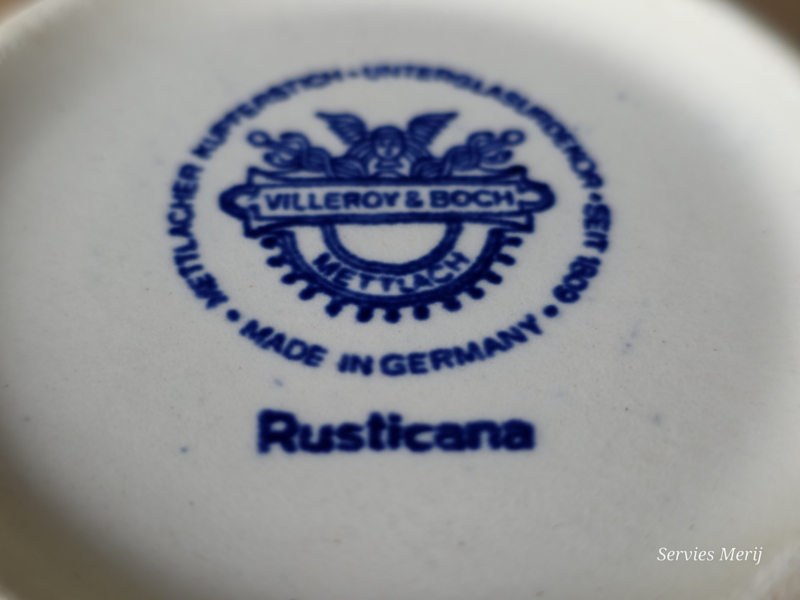 METTLACHER KUPFERSTICH - UNTERGLASURDEKOR • SEIT 1809
VILLEROY & BOCH
METTLACH
• MADE IN GERMANY •
Rusticana
Servies Merij